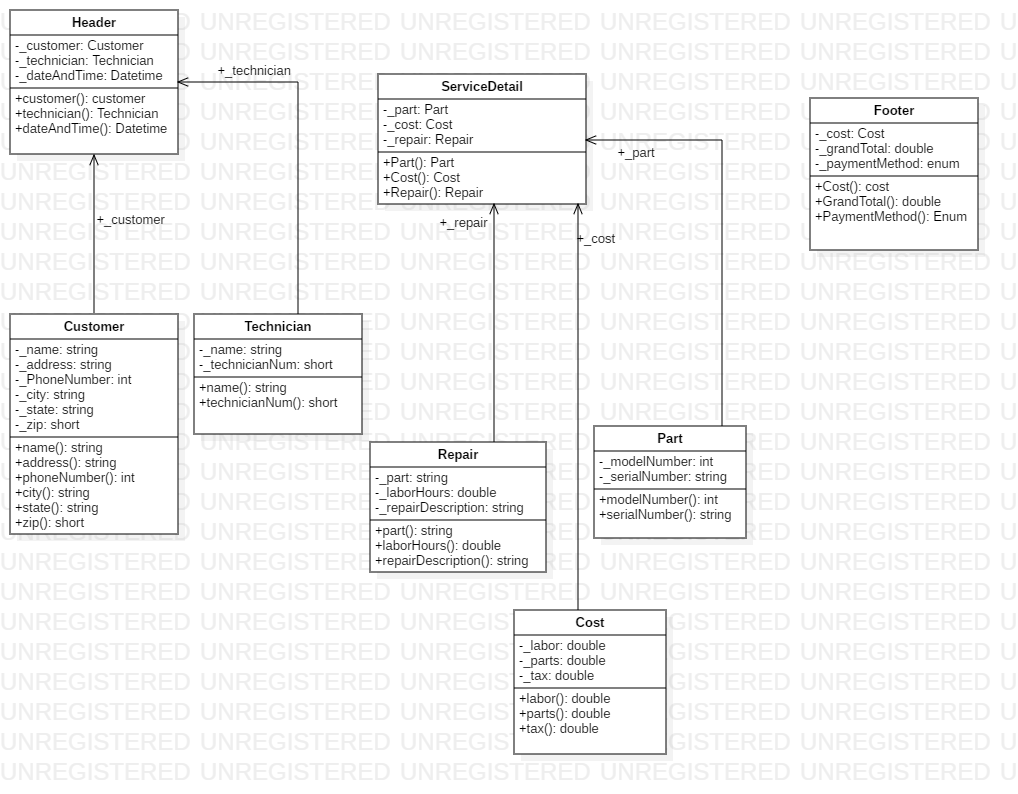 Header
-_customer: Customer
-_technician: Technician
-_dateAndTime: Datetime
+customer(): customer
+technician(): Technician
+dateAndTime(): Datetime
+_technician
+_customer
ServiceDetail
-_part: Part
-_cost: Cost
-_repair: Repair
+Part(): Part
+Cost(): Cost
+Repair(): Repair
+_part
+_repair
+_cost
Footer
-_cost: Cost
-_grandTotal: double
-_paymentMethod: enum
+Cost(): cost
+GrandTotal(): double
+PaymentMethod(): Enum
Customer
-_name: string
-_address: string
-_PhoneNumber: int
-_city: string
-_state: string
-_zip: short
+name(): string
+address(): string
+phoneNumber(): int
+city(): string
+state(): string
+zip(): short
Technician
-_name: string
-_technicianNum: short
+name(): string
+technicianNum(): short
Repair
-_part: string
-_laborHours: double
-_repairDescription: string
+part(): string
+laborHours(): double
+repairDescription(): string
Part
-_modelNumber: int
-_serialNumber: string
+modelNumber(): int
+serialNumber(): string
Cost
-_labor: double
-_parts: double
-_tax: double
+labor(): double
+parts(): double
+tax(): double
UNREGISTERED